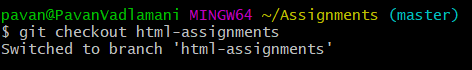 pavan@PavanVadlamani MINGW64 ~/Assignments (master)
$ git checkout html-assignments
Switched to branch 'html-assignments'